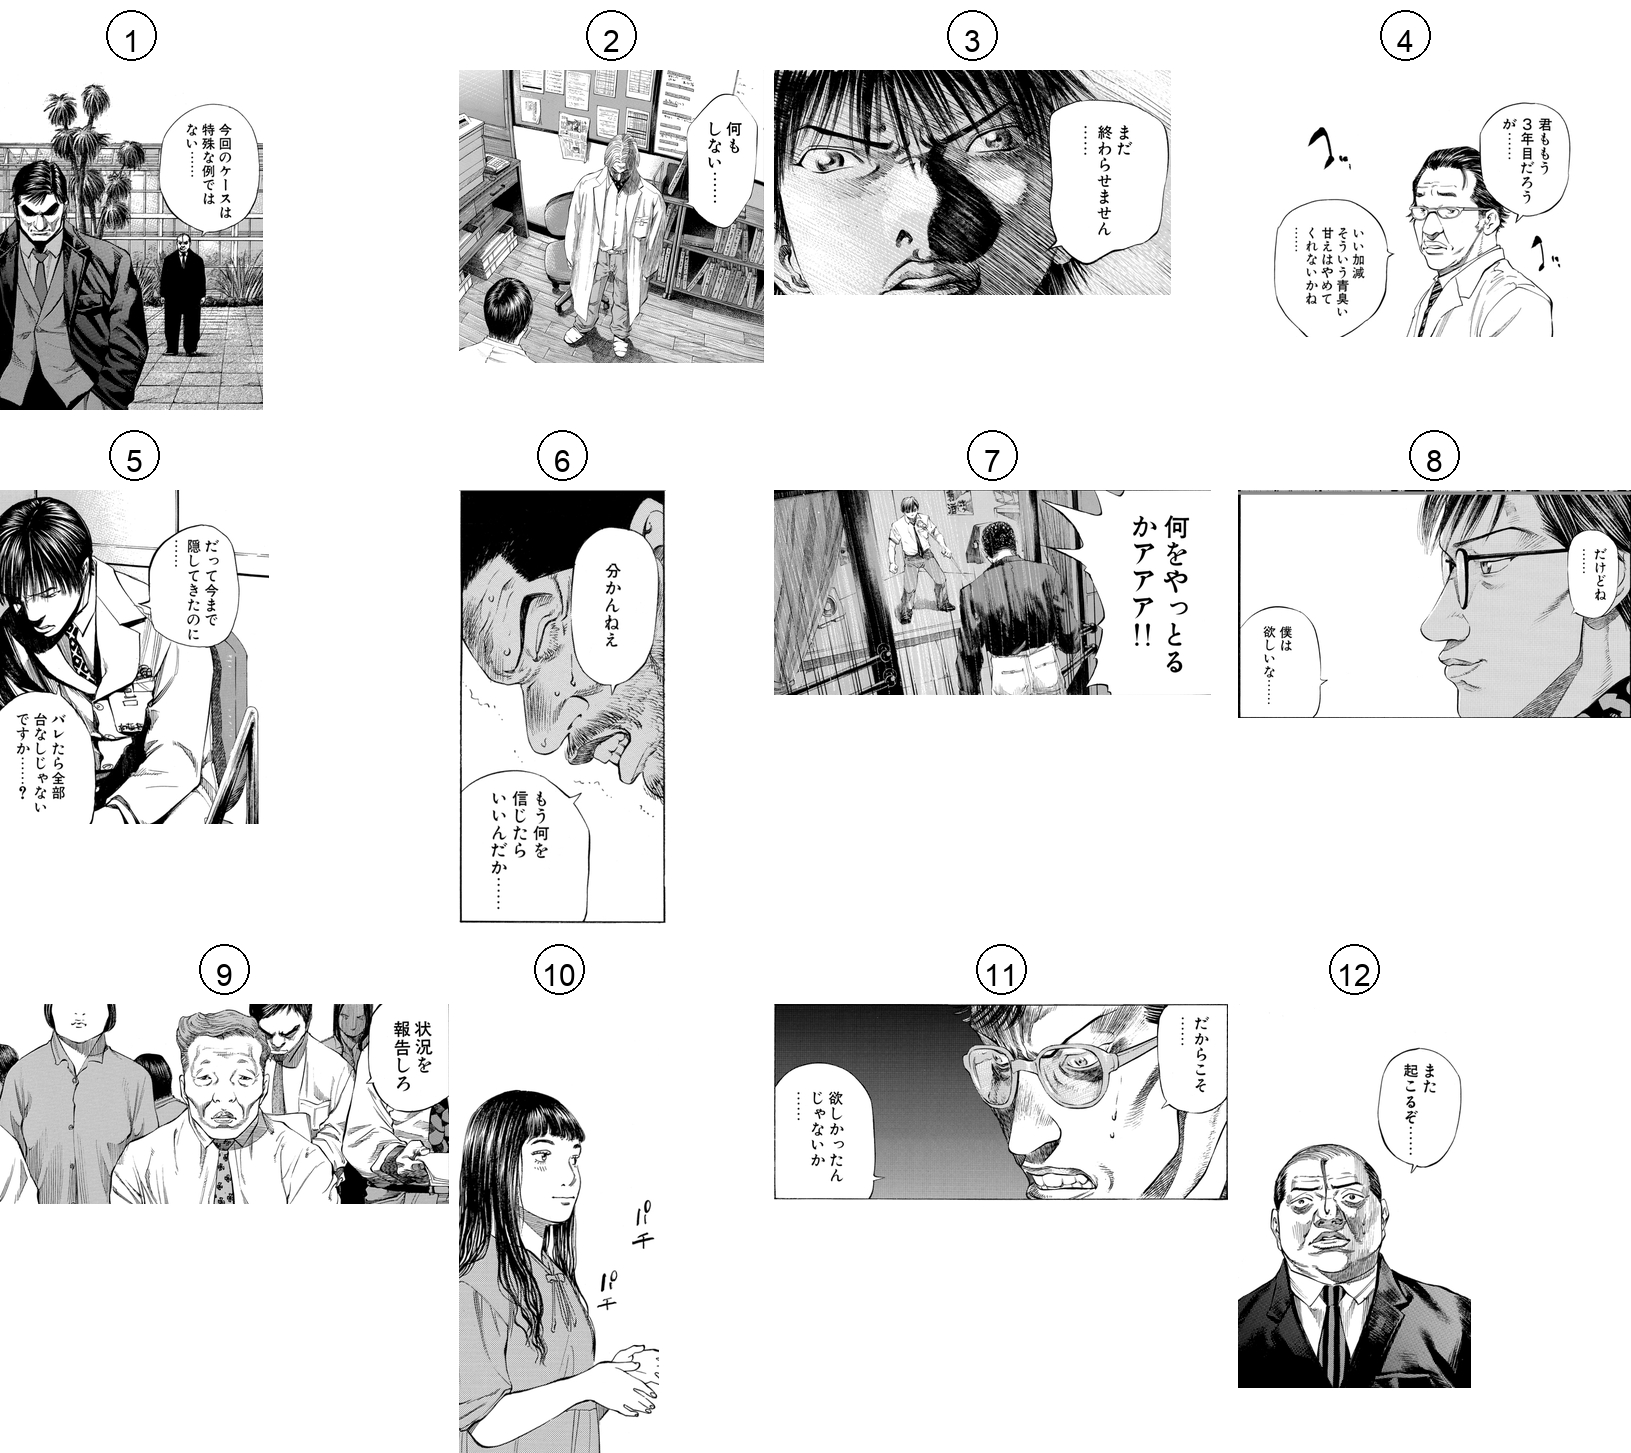 1
今回のケースは
特殊な例では
ない……
2
何も
しない……
3
まだ
終わらせません
……
4
君ももう
3年目だろう
が……
いい加減
そういう青臭い
甘えはやめて
くれないかね
……
5
だって今まで
隠してきたのに
……
バレたら全部
台なしじゃない
ですか……?
6
分かんねえ
もう何を
信じたら
いいんだか……
7
何をやっとる
かアアア!!
8
だけどね
……
僕は
欲しいな……
9
状況を
報告しろ
10
パチ
パチ
11
だからこそ
……
欲しかったん
じゃないか
……
12
また
起こるぞ……